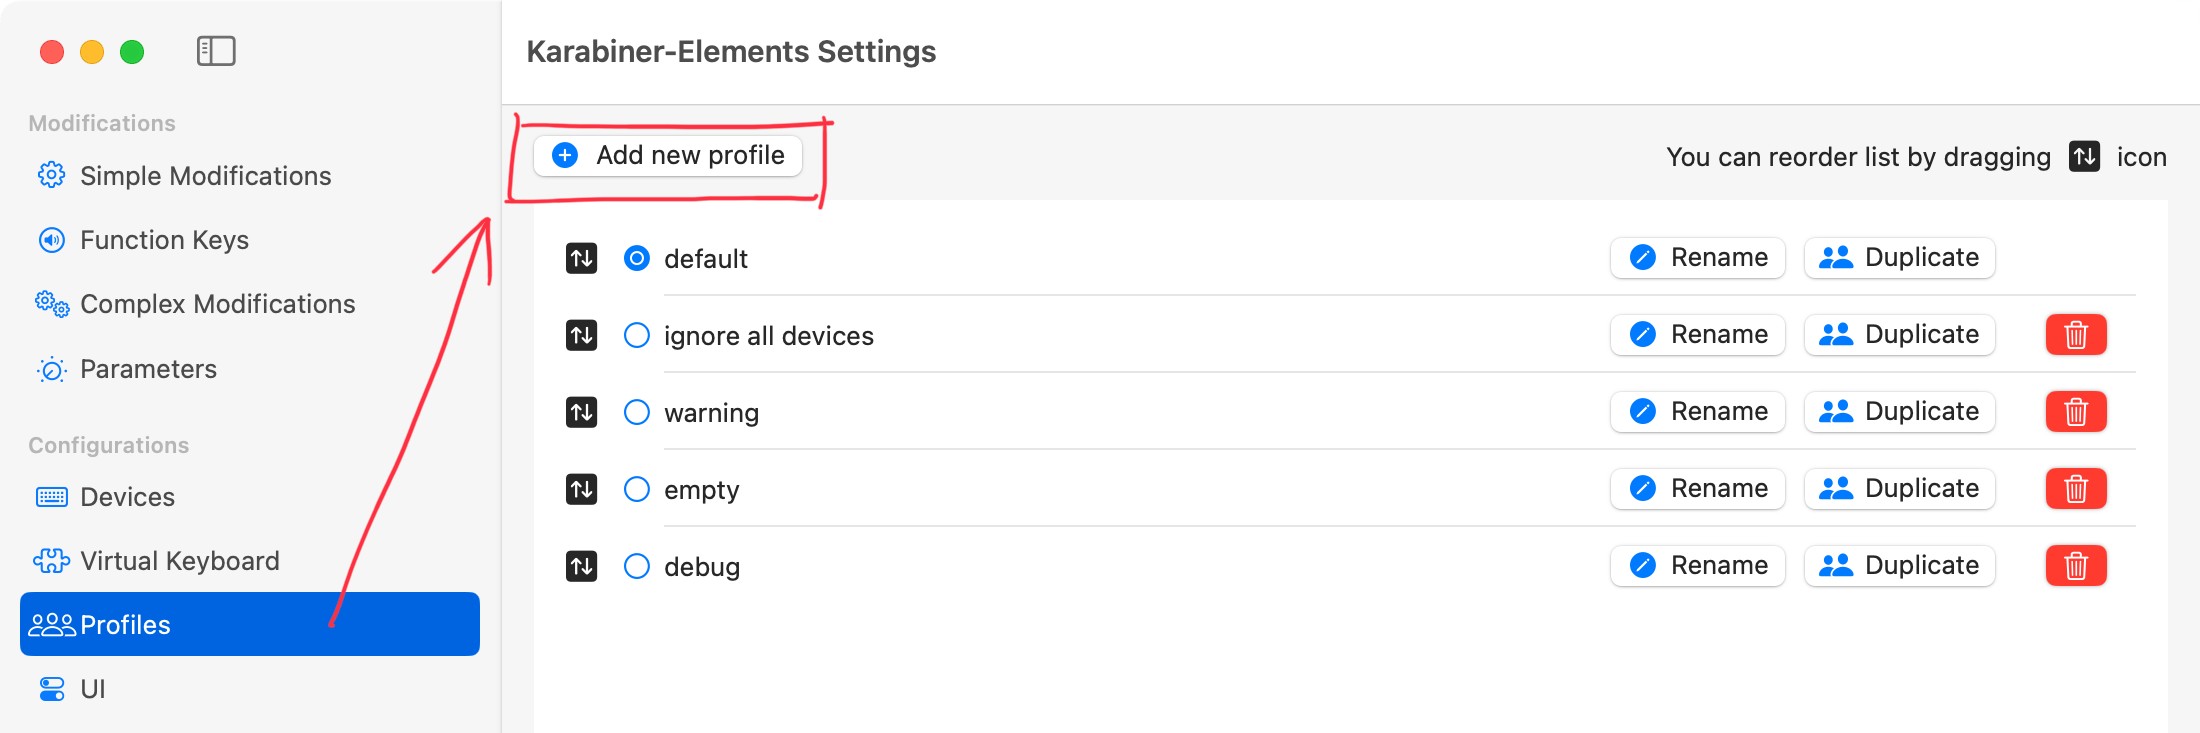 Karabiner-Elements Settings
Modifications
Simple Modifications
Function Keys
Complex Modifications
Parameters
Configurations
Devices
Virtual Keyboard
Profiles
UI
Add new profile
You can reorder list by dragging icon
default Rename Duplicate
ignore all devices Rename Duplicate
warning Rename Duplicate
empty Rename Duplicate
debug Rename Duplicate